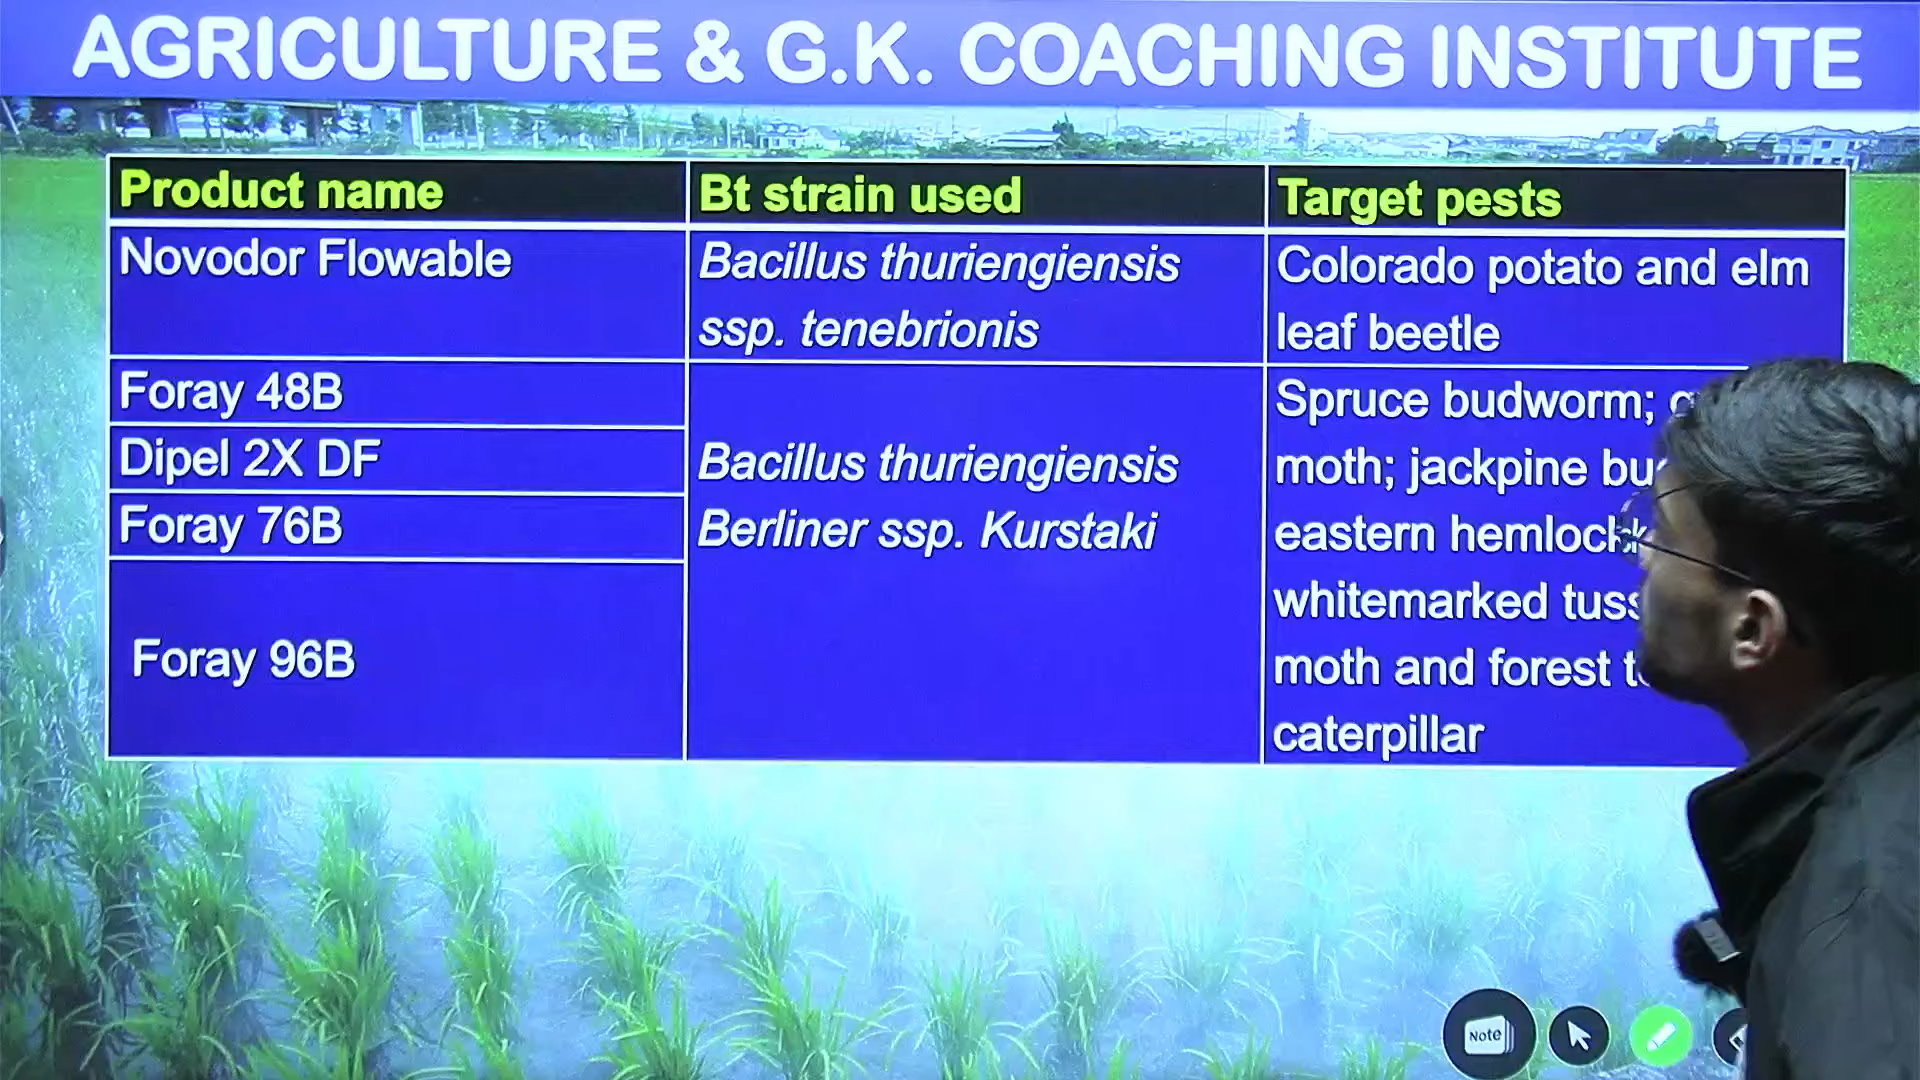 AGRICULTURE & G.K. COACHING INSTITUTE
Product name
Bt strain used
Target pests
Novodor Flowable
Bacillus thuriengiensis
ssp. tenebrionis
Colorado potato and elm
leaf beetle
Foray 48B
Dipel 2X DF
Foray 76B
Foray 96B
Bacillus thuriengiensis
Berliner ssp. Kurstaki
Spruce budworm;
moth; jackpine
eastern hemlock
whitemarked
moth and forest
caterpillar
Note